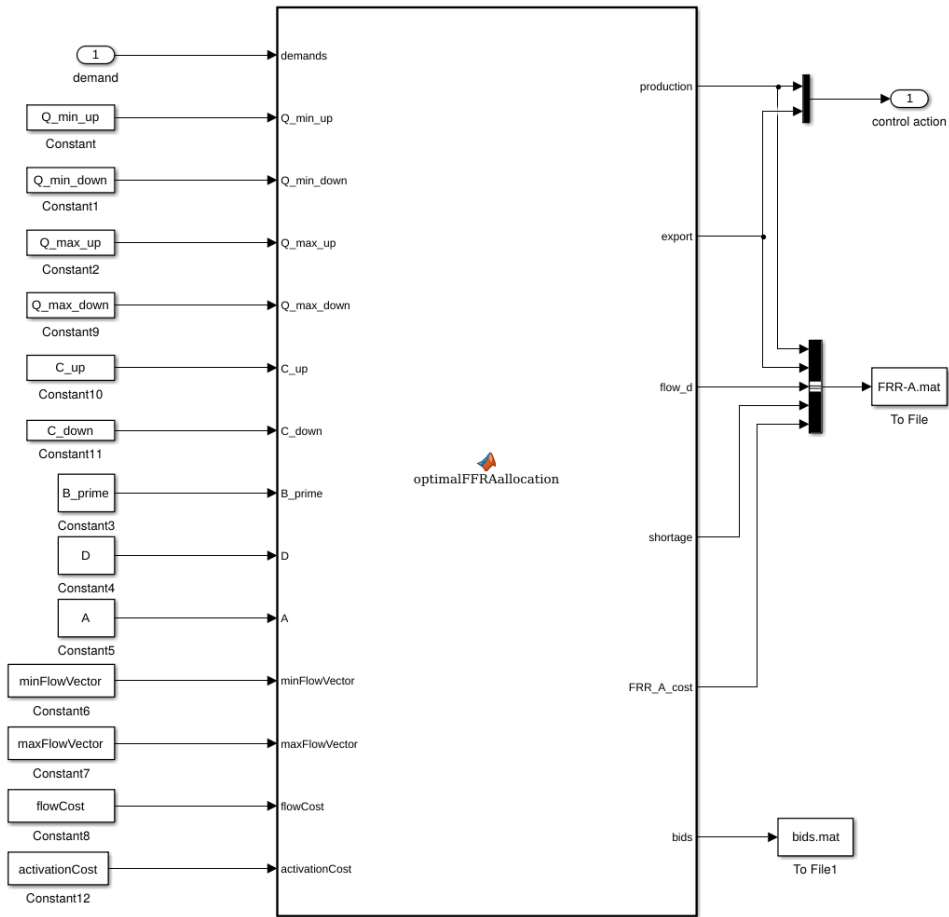 1
demand
demands
Q_min_up
Constant
Q_min_up
Q_min_down
Constant1
Q_min_down
Q_max_up
Constant2
Q_max_up
Q_max_down
Constant9
Q_max_down
C_up
Constant10
C_up
C_down
Constant11
C_down
B_prime
Constant3
B_prime
D
Constant4
D
A
Constant5
A
minFlowVector
Constant6
minFlowVector
maxFlowVector
Constant7
maxFlowVector
flowCost
Constant8
flowCost
activationCost
Constant12
activationCost
optimalFFRAallocation
production
export
flow_d
shortage
FRR_A_cost
bids
1
control action
FRR-A.mat
To File
bids.mat
To File1